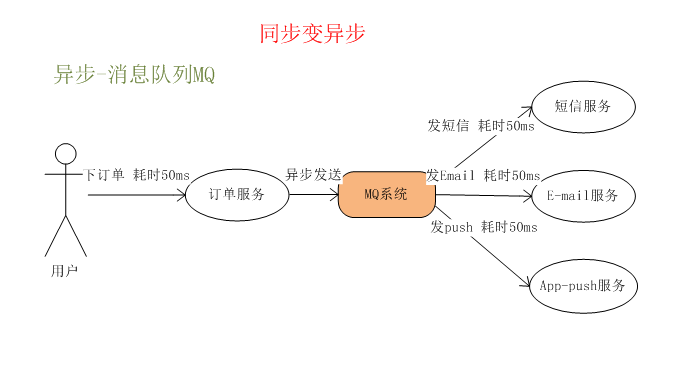 同步变异步
异步-消息队列MQ
发短信 耗时50ms
短信服务
下订单 耗时50ms
订单服务
异步发送
MQ系统
发Email 耗时50ms
E-mail服务
发push 耗时50ms
App-push服务
用户